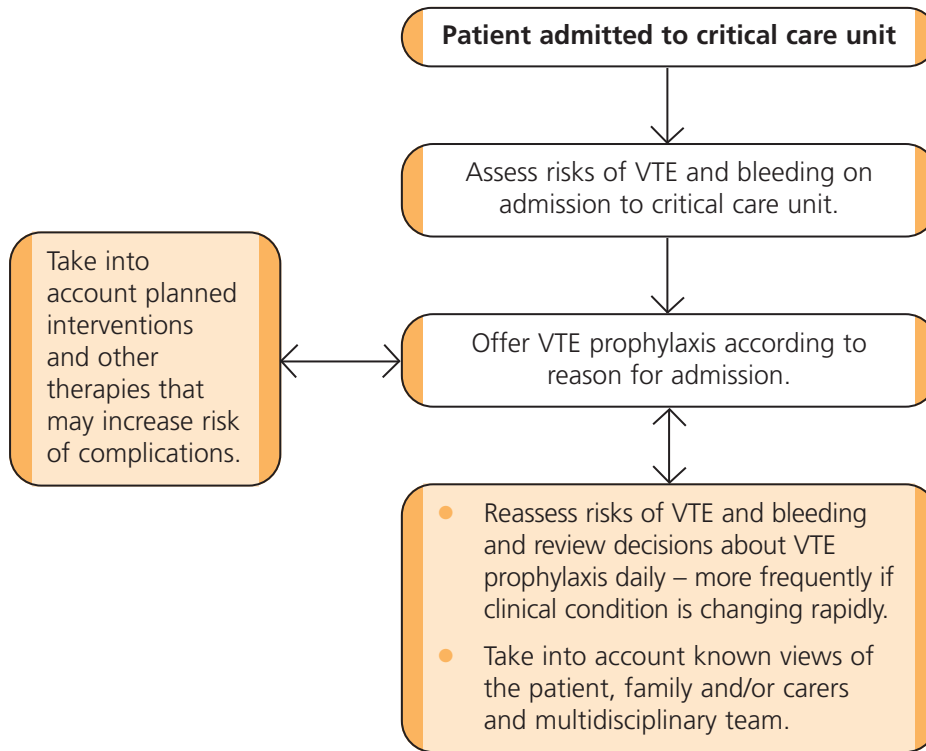 Patient admitted to critical care unit
Assess risks of VTE and bleeding on
admission to critical care unit.
Take into
account planned
interventions
and other
therapies that
may increase risk
of complications.
Offer VTE prophylaxis according to
reason for admission.
● Reassess risks of VTE and bleeding
and review decisions about VTE
prophylaxis daily – more frequently if
clinical condition is changing rapidly.
● Take into account known views of
the patient, family and/or carers
and multidisciplinary team.